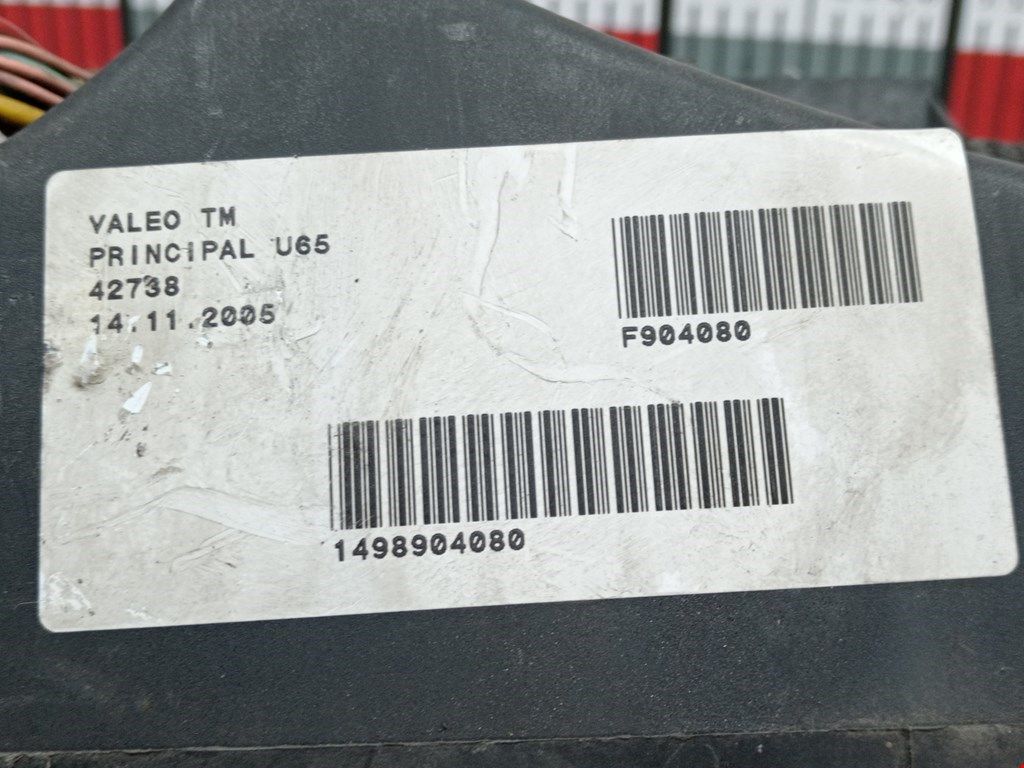 VALEO TM
PRINCIPAL U65
42738
14.11.2005
F904080
1498904080